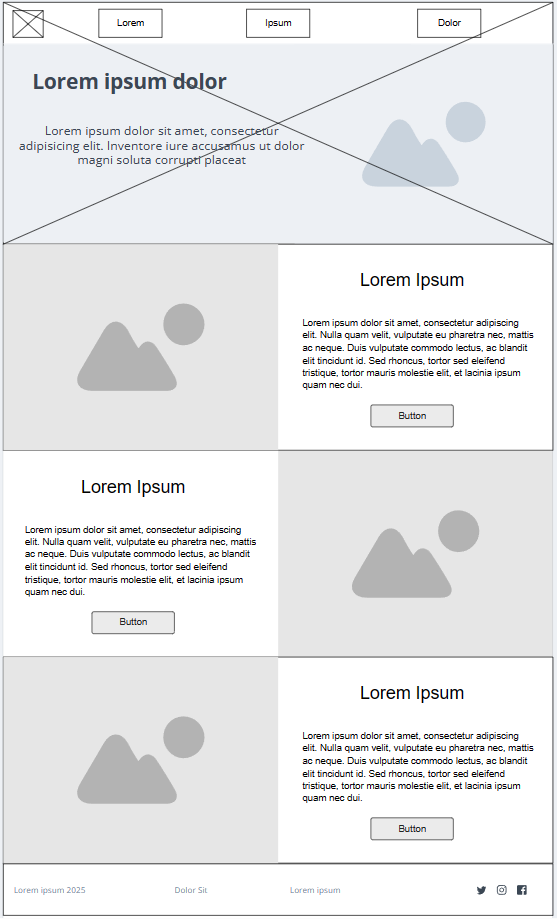 Lorem
Ipsum
Dolor
Lorem ipsum dolor
Lorem ipsum dolor sit amet, consectetur
adipisicing elit. Inventore iure accusamus ut dolor
magni soluta corrupti placeat
Lorem Ipsum
Lorem ipsum dolor sit amet, consectetur adipiscing
elit. Nulla quam velit, vulputate eu pharetra nec, mattis
ac neque. Duis vulputate commodo lectus, ac blandit
elit tincidunt id. Sed rhoncus, tortor sed eleifend
tristique, tortor mauris molestie elit, et lacinia ipsum
quam nec dui.
Button
Lorem Ipsum
Lorem ipsum dolor sit amet, consectetur adipiscing
elit. Nulla quam velit, vulputate eu pharetra nec, mattis
ac neque. Duis vulputate commodo lectus, ac blandit
elit tincidunt id. Sed rhoncus, tortor sed eleifend
tristique, tortor mauris molestie elit, et lacinia ipsum
quam nec dui.
Button
Lorem Ipsum
Lorem ipsum dolor sit amet, consectetur adipiscing
elit. Nulla quam velit, vulputate eu pharetra nec, mattis
ac neque. Duis vulputate commodo lectus, ac blandit
elit tincidunt id. Sed rhoncus, tortor sed eleifend
tristique, tortor mauris molestie elit, et lacinia ipsum
quam nec dui.
Button
Lorem ipsum 2025
Dolor Sit
Lorem ipsum